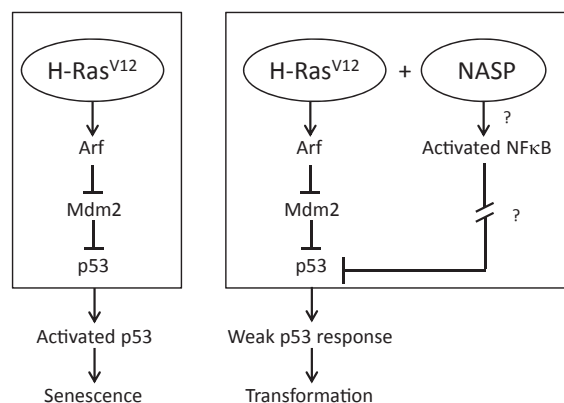 H-RasV12
Arf
Mdm2
p53
Activated p53
Senescence
H-RasV12 + NASP
?
Arf Activated NFκB
Mdm2 ?
p53
Weak p53 response
Transformation